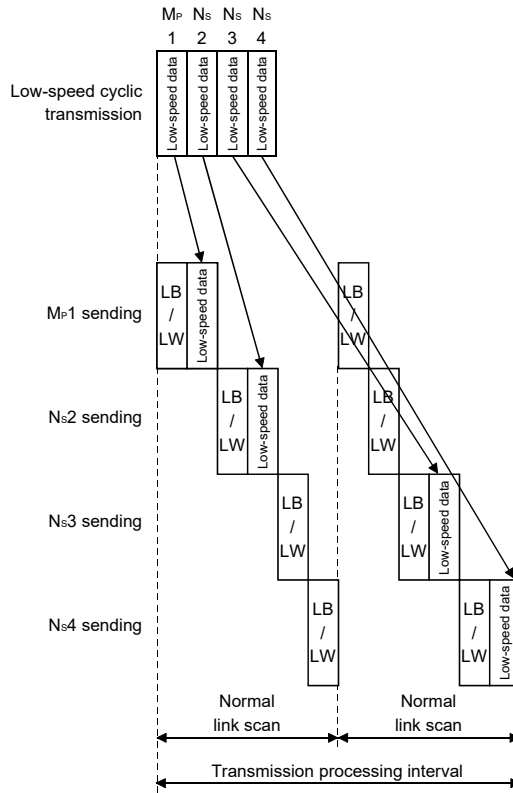 MP NS NS NS
1 2 3 4
Low-speed cyclic
transmission
Low-speed data
Low-speed data
Low-speed data
Low-speed data
MP1 sending
LB
/
LW
Low-speed data
LB
/
LW
NS2 sending
LB
/
LW
Low-speed data
LB
/
LW
NS3 sending
LB
/
LW
LB
/
LW
Low-speed data
NS4 sending
LB
/
LW
LB
/
LW
Low-speed data
Normal
link scan
Normal
link scan
Transmission processing interval